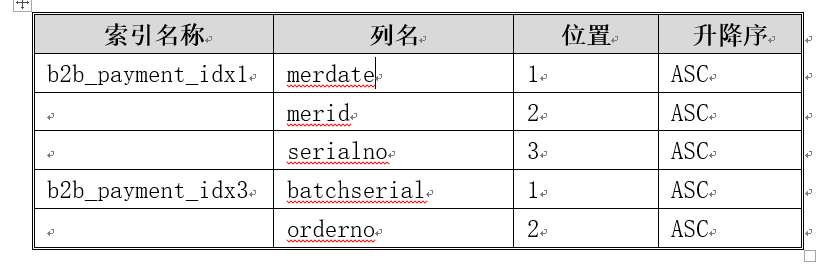 索引名称 列名 位置 升降序
b2b_payment_idx1 merdate 1 ASC
merid 2 ASC
serialno 3 ASC
b2b_payment_idx3 batchserial 1 ASC
orderno 2 ASC